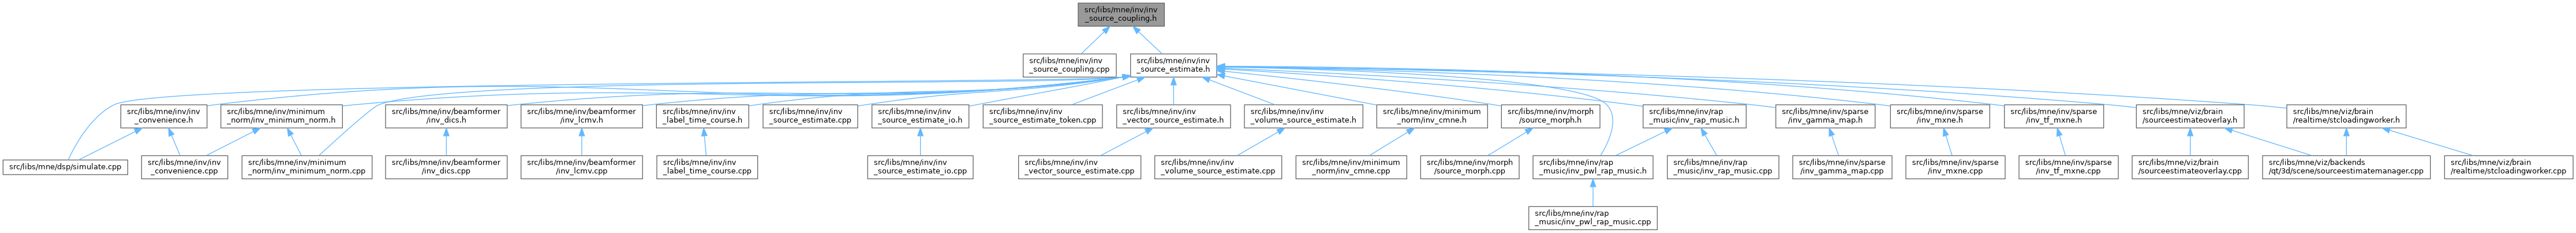 src/libs/mne/inv/inv
_source_coupling.h
src/libs/mne/inv/inv
_source_coupling.cpp
src/libs/mne/inv/inv
_source_estimate.h
src/libs/mne/inv/inv
_convenience.h
src/libs/mne/inv/minimum
_norm/inv_minimum_norm.h
src/libs/mne/inv/beamformer
/inv_dics.h
src/libs/mne/inv/beamformer
/inv_lcmv.h
src/libs/mne/inv/inv
_label_time_course.h
src/libs/mne/inv/inv
_source_estimate.cpp
src/libs/mne/inv/inv
_source_estimate_io.h
src/libs/mne/inv/inv
_source_estimate_token.cpp
src/libs/mne/inv/inv
_vector_source_estimate.h
src/libs/mne/inv/inv
_volume_source_estimate.h
src/libs/mne/inv/minimum
_norm/inv_cmne.h
src/libs/mne/inv/morph
/source_morph.h
src/libs/mne/inv/rap
_music/inv_rap_music.h
src/libs/mne/inv/sparse
/inv_gamma_map.h
src/libs/mne/inv/sparse
/inv_mxne.h
src/libs/mne/inv/sparse
/inv_tf_mxne.h
src/libs/mne/viz/brain
/sourceestimateoverlay.h
src/libs/mne/viz/brain
/realtime/stcloadingworker.h
src/libs/mne/dsp/simulate.cpp
src/libs/mne/inv/inv
_convenience.cpp
src/libs/mne/inv/minimum
_norm/inv_minimum_norm.cpp
src/libs/mne/inv/beamformer
/inv_dics.cpp
src/libs/mne/inv/beamformer
/inv_lcmv.cpp
src/libs/mne/inv/inv
_label_time_course.cpp
src/libs/mne/inv/inv
_source_estimate_io.cpp
src/libs/mne/inv/inv
_vector_source_estimate.cpp
src/libs/mne/inv/inv
_volume_source_estimate.cpp
src/libs/mne/inv/minimum
_norm/inv_cmne.cpp
src/libs/mne/inv/morph
/source_morph.cpp
src/libs/mne/inv/rap
_music/inv_pwl_rap_music.h
src/libs/mne/inv/rap
_music/inv_rap_music.cpp
src/libs/mne/inv/sparse
/inv_gamma_map.cpp
src/libs/mne/inv/sparse
/inv_mxne.cpp
src/libs/mne/inv/sparse
/inv_tf_mxne.cpp
src/libs/mne/viz/brain
/sourceestimateoverlay.cpp
src/libs/mne/viz/backends
/qt/3d/scene/sourceestimatemanager.cpp
src/libs/mne/viz/brain
/realtime/stcloadingworker.cpp
src/libs/mne/inv/rap
_music/inv_pwl_rap_music.cpp